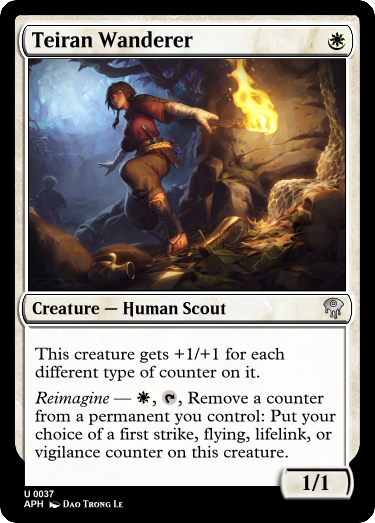 Teiran Wanderer
Creature — Human Scout
This creature gets +1/+1 for each
different type of counter on it.
Reimagine — , , Remove a counter
from a permanent you control: Put your
choice of a first strike, flying, lifelink, or
vigilance counter on this creature.
1/1
U 0037
APH Dao Trong Le